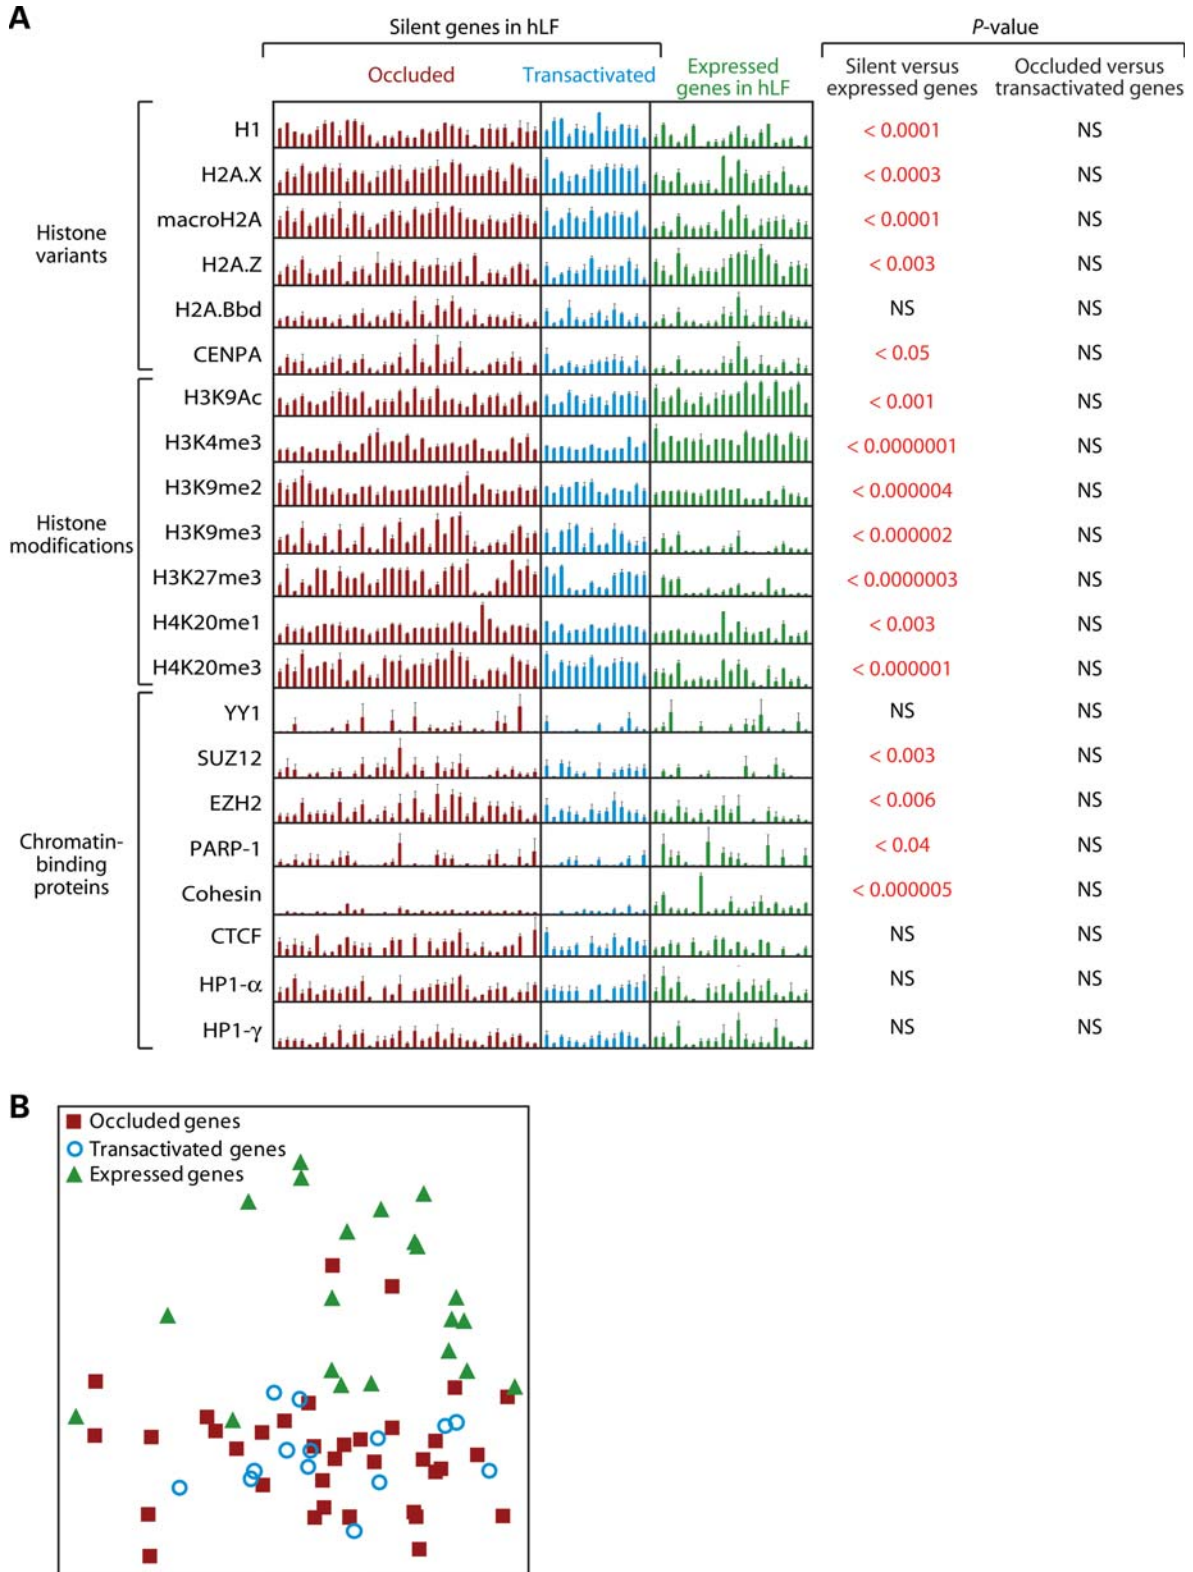 A
Silent genes in hLF
P-value
Occluded
Transactivated
Expressed
genes in hLF
Silent versus
expressed genes
Occluded versus
transactivated genes
Histone
variants
H1 < 0.0001 NS
H2A.X < 0.0003 NS
macroH2A < 0.0001 NS
H2A.Z < 0.003 NS
H2A.Bbd NS NS
CENPA < 0.05 NS
Histone
modifications
H3K9Ac < 0.001 NS
H3K4me3 < 0.0000001 NS
H3K9me2 < 0.000004 NS
H3K9me3 < 0.000002 NS
H3K27me3 < 0.0000003 NS
H4K20me1 < 0.003 NS
H4K20me3 < 0.000001 NS
Chromatin-
binding
proteins
YY1 NS NS
SUZ12 < 0.003 NS
EZH2 < 0.006 NS
PARP-1 < 0.04 NS
Cohesin < 0.000005 NS
CTCF NS NS
HP1-α NS NS
HP1-γ NS NS
B
Occluded genes
Transactivated genes
Expressed genes